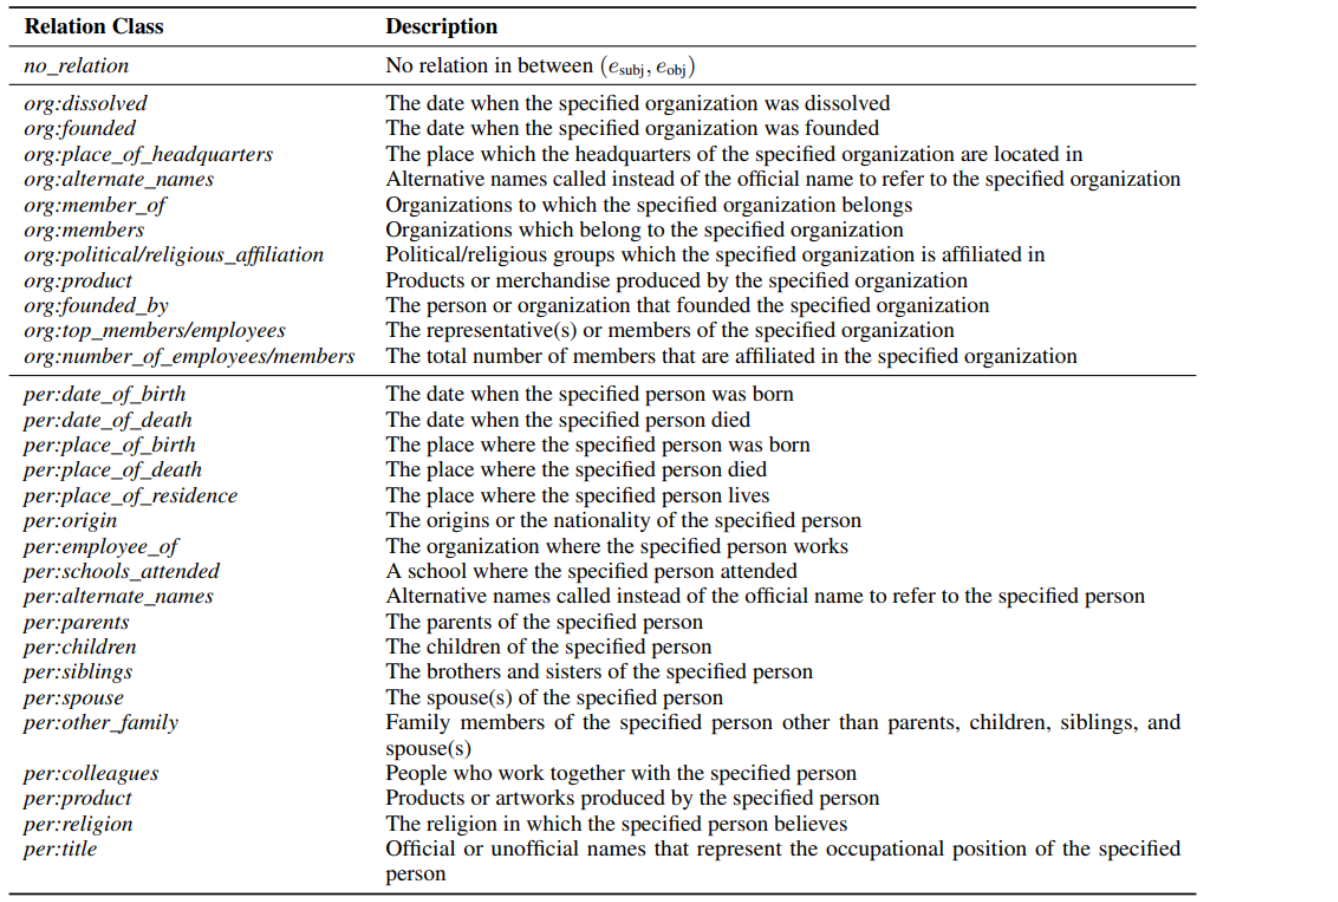 Relation Class Description
no_relation No relation in between (e_subj, e_obj)
org:dissolved The date when the specified organization was dissolved
org:founded The date when the specified organization was founded
org:place_of_headquarters The place which the headquarters of the specified organization are located in
org:alternate_names Alternative names called instead of the official name to refer to the specified organization
org:member_of Organizations to which the specified organization belongs
org:members Organizations which belong to the specified organization
org:political/religious_affiliation Political/religious groups which the specified organization is affiliated in
org:product Products or merchandise produced by the specified organization
org:founded_by The person or organization that founded the specified organization
org:top_members/employees The representative(s) or members of the specified organization
org:number_of_employees/members The total number of members that are affiliated in the specified organization
per:date_of_birth The date when the specified person was born
per:date_of_death The date when the specified person died
per:place_of_birth The place where the specified person was born
per:place_of_death The place where the specified person died
per:place_of_residence The place where the specified person lives
per:origin The origins or the nationality of the specified person
per:employee_of The organization where the specified person works
per:schools_attended A school where the specified person attended
per:alternate_names Alternative names called instead of the official name to refer to the specified person
per:parents The parents of the specified person
per:children The children of the specified person
per:siblings The brothers and sisters of the specified person
per:spouse The spouse(s) of the specified person
per:other_family Family members of the specified person other than parents, children, siblings, and
spouse(s)
per:colleagues People who work together with the specified person
per:product Products or artworks produced by the specified person
per:religion The religion in which the specified person believes
per:title Official or unofficial names that represent the occupational position of the specified
person